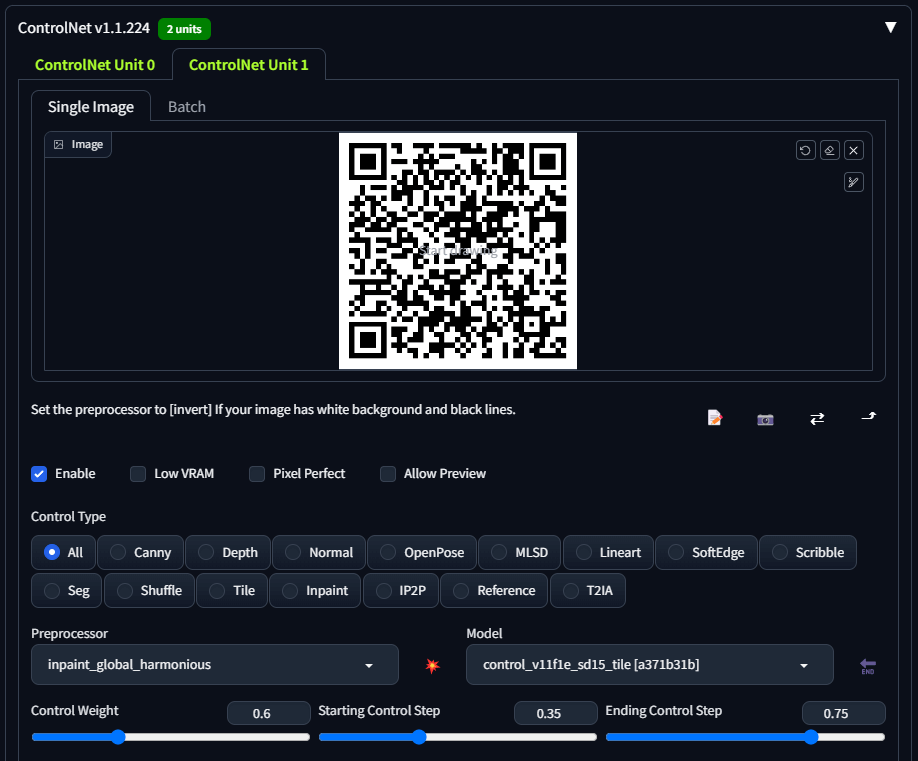 ControlNet v1.1.224 2 units
ControlNet Unit 0 ControlNet Unit 1
Single Image Batch
Image
Start drawing
Set the preprocessor to [invert] If your image has white background and black lines.
Enable Low VRAM Pixel Perfect Allow Preview
Control Type
All Canny Depth Normal OpenPose MLSD Lineart SoftEdge Scribble
Seg Shuffle Tile Inpaint IP2P Reference T2IA
Preprocessor Model
inpaint_global_harmonious control_v11f1e_sd15_tile [a371b31b]
END
Control Weight 0.6 Starting Control Step 0.35 Ending Control Step 0.75